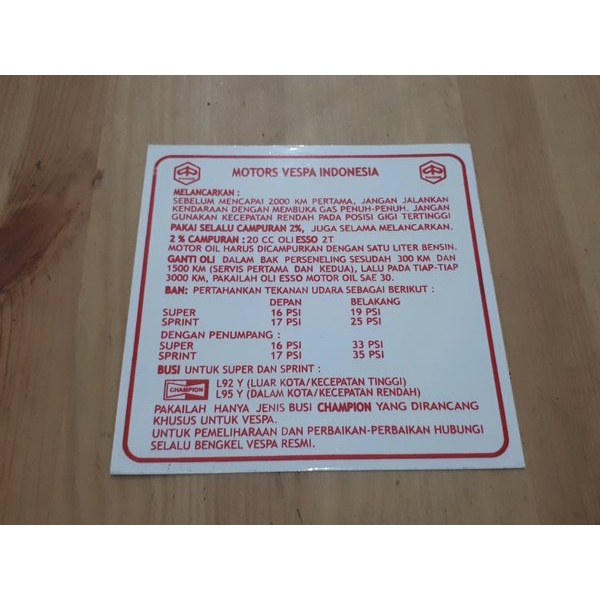 MOTORS VESPA INDONESIA
MELANCARKAN :
SEBELUM MENCAPAI 2000 KM PERTAMA, JANGAN JALANKAN
KENDARAAN DENGAN MEMBUKA GAS PENUH-PENUH. JANGAN
GUNAKAN KECEPATAN RENDAH PADA POSISI GIGI TERTINGGI
PAKAI SELALU CAMPURAN 2%, JUGA SELAMA MELANCARKAN.
2 % CAMPURAN : 20 CC OLI ESSO 2T
MOTOR OIL HARUS DICAMPURKAN DENGAN SATU LITER BENSIN.
GANTI OLI DALAM BAK PERSENELING SESUDAH 300 KM DAN
1500 KM (SERVIS PERTAMA DAN KEDUA), LALU PADA TIAP-TIAP
3000 KM, PAKAILAH OLI ESSO MOTOR OIL SAE 30.
BAN: PERTAHANKAN TEKANAN UDARA SEBAGAI BERIKUT :
DEPAN BELAKANG
SUPER 16 PSI 19 PSI
SPRINT 17 PSI 25 PSI
DENGAN PENUMPANG :
SUPER 16 PSI 33 PSI
SPRINT 17 PSI 35 PSI
BUSI UNTUK SUPER DAN SPRINT :
CHAMPION L92 Y (LUAR KOTA/KECEPATAN TINGGI)
L95 Y (DALAM KOTA/KECEPATAN RENDAH)
PAKAILAH HANYA JENIS BUSI CHAMPION YANG DIRANCANG
KHUSUS UNTUK VESPA.
UNTUK PEMELIHARAAN DAN PERBAIKAN-PERBAIKAN HUBUNGI
SELALU BENGKEL VESPA RESMI.